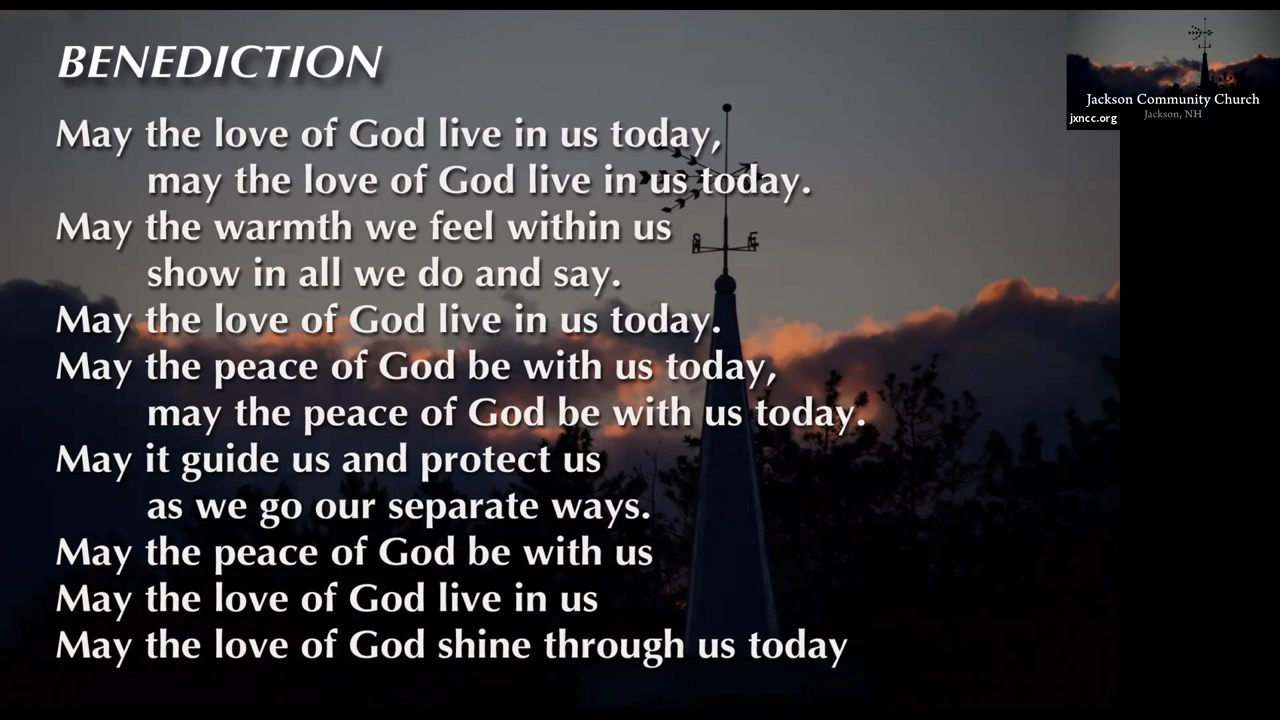 BENEDICTION
May the love of God live in us today,
may the love of God live in us today.
May the warmth we feel within us
show in all we do and say.
May the love of God live in us today.
May the peace of God be with us today,
may the peace of God be with us today.
May it guide us and protect us
as we go our separate ways.
May the peace of God be with us
May the love of God live in us
May the love of God shine through us today
Jackson Community Church
Jackson, NH
jxncc.org